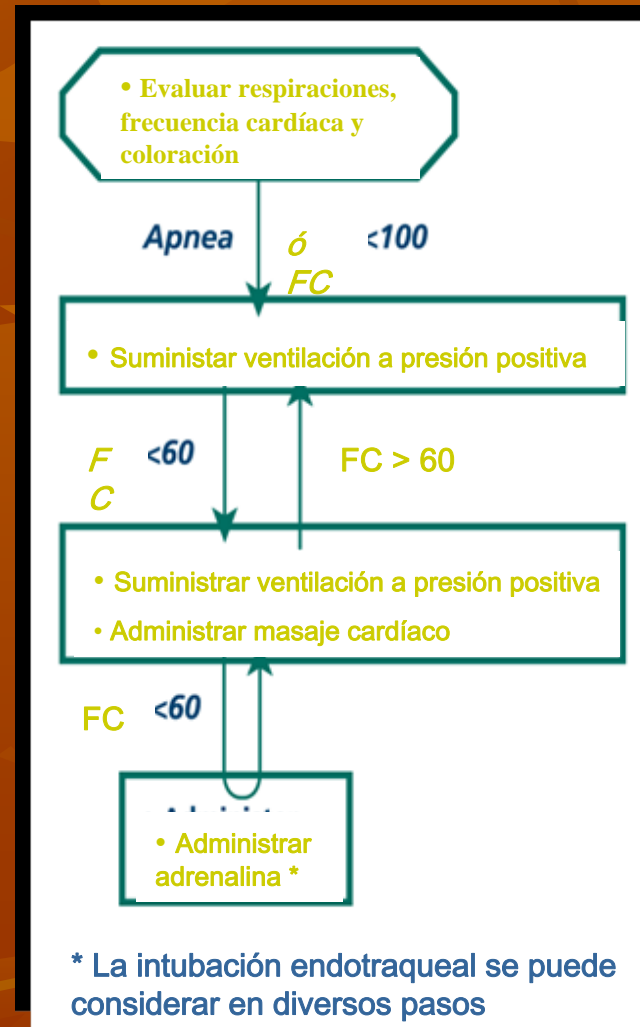 • Evaluar respiraciones,
frecuencia cardíaca y
coloración
Apnea ó FC <100
• Suministar ventilación a presión positiva
FC <60 FC > 60
• Suministrar ventilación a presión positiva
• Administrar masaje cardíaco
FC <60
• Administrar
adrenalina *
* La intubación endotraqueal se puede
considerar en diversos pasos